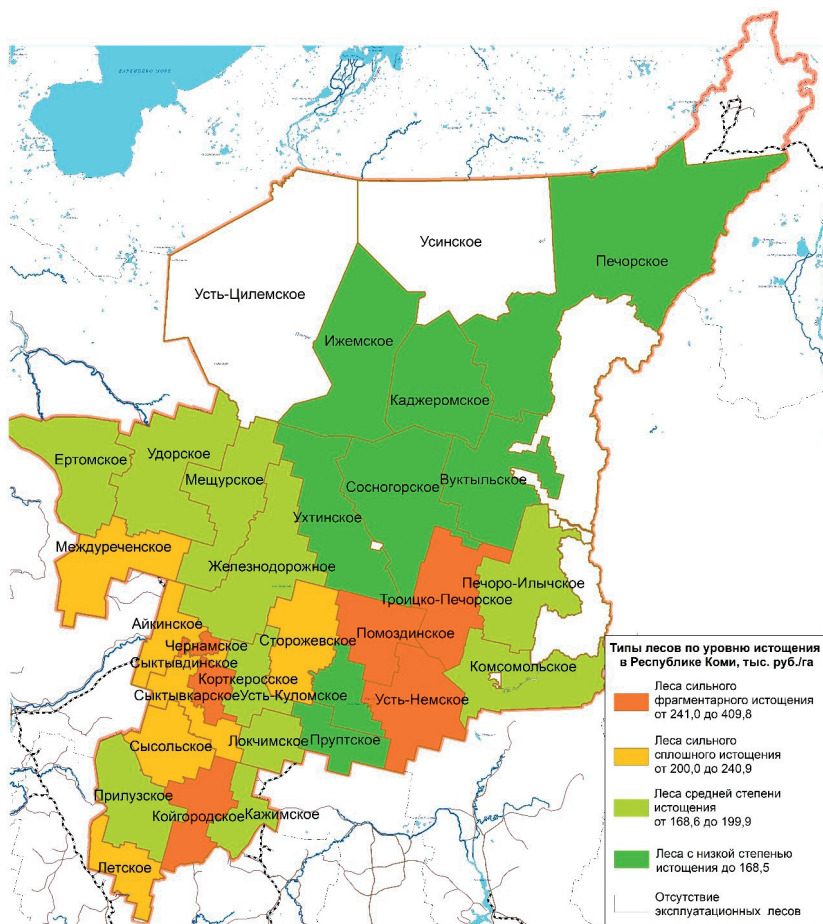 БАРЕНЦЕВО МОРЕ
Усинское
Печорское
Усть-Цилемское
Ижемское
Каджеромское
Удорское
Ертомское
Мещурское
Сосногорское
Вуктыльское
Ухтинское
Междуреченское
Железнодорожное
Печоро-Илычское
Троицко-Печорское
Айкинское
Чернамское
Сторожевское
Помоздинское
Сыктывдинское
Комсомольское
Корткеросское
Сыктывкарское
Усть-Куломское
Усть-Немское
Сысольское
Локчимское
Пруптское
Прилузское
Койгородское
Кажимское
Летское
Типы лесов по уровню истощения
в Республике Коми, тыс. руб./га
Леса сильного
фрагментарного истощения
от 241,0 до 409,8
Леса сильного
сплошного истощения
от 200,0 до 240,9
Леса средней степени
истощения
от 168,6 до 199,9
Леса с низкой степенью
истощения до 168,5
Отсутствие
эксплуатационных лесов